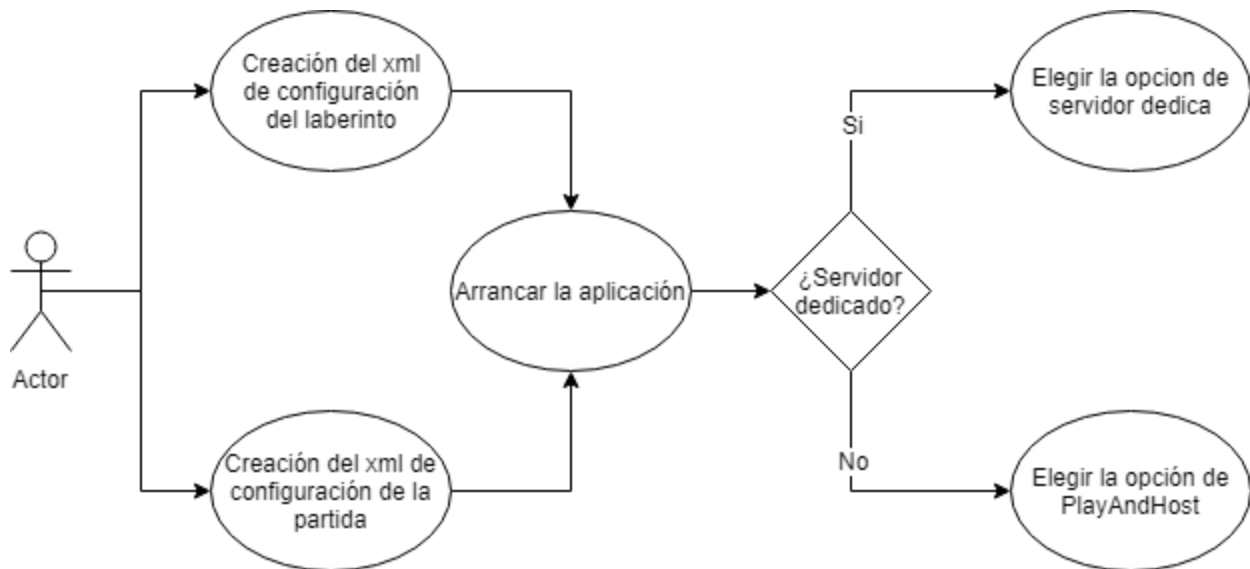 Creación del xml
de configuración
del laberinto
Elegir la opcion de
servidor dedica
Si
Arrancar la aplicación
¿Servidor
dedicado?
Actor
No
Creación del xml de
configuración de la
partida
Elegir la opción de
PlayAndHost